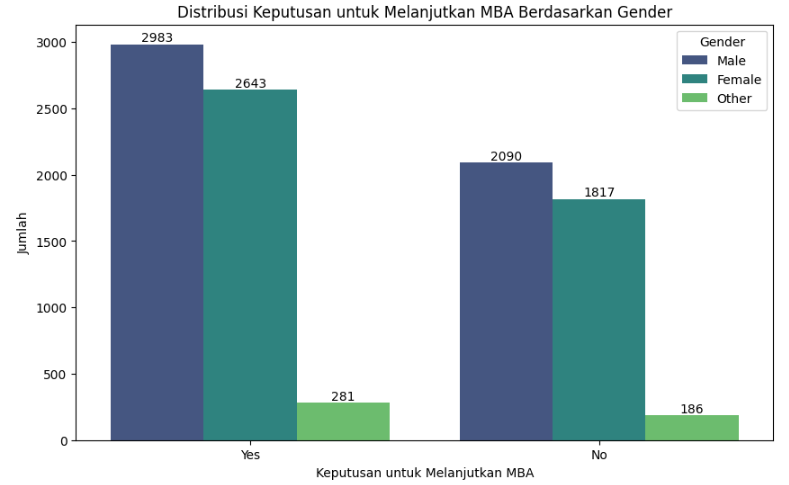 Distribusi Keputusan untuk Melanjutkan MBA Berdasarkan Gender
Gender
Male
Female
Other
Jumlah
3000
2500
2000
1500
1000
500
0
2983
2643
281
2090
1817
186
Yes
No
Keputusan untuk Melanjutkan MBA